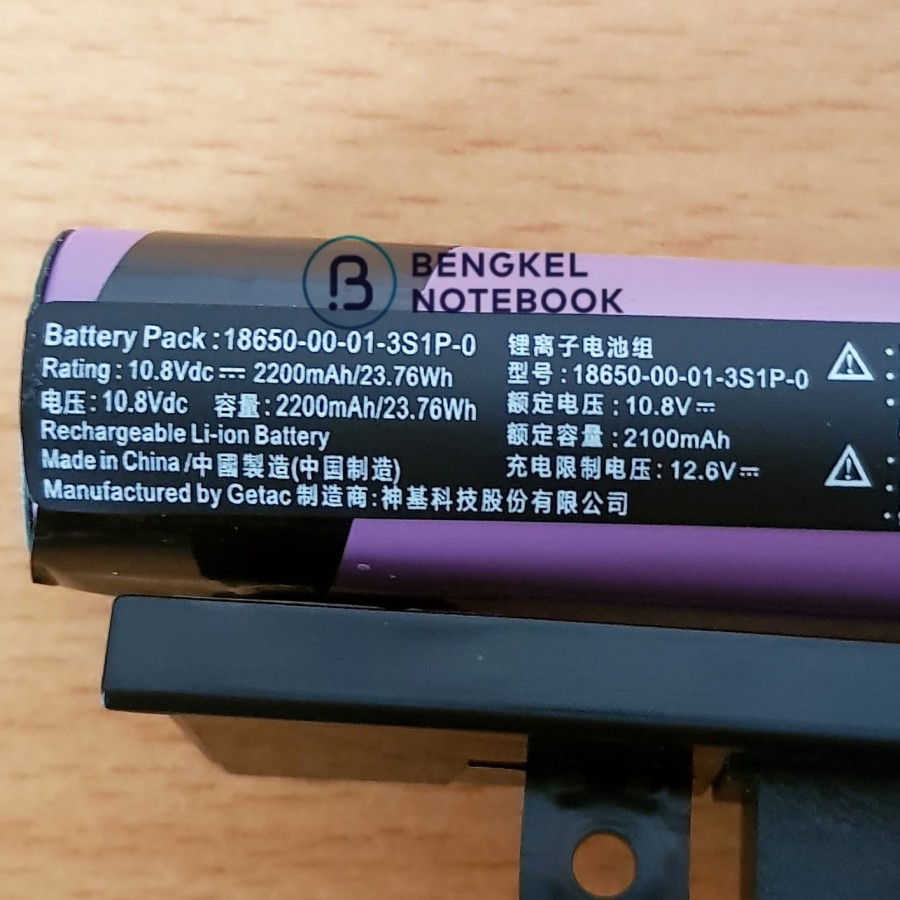 BENGKEL
NOTEBOOK
Battery Pack : 18650-00-01-3S1P-0
Rating : 10.8Vdc ⎓ 2200mAh/23.76Wh
电压 : 10.8Vdc 容量 : 2200mAh/23.76Wh
Rechargeable Li-ion Battery
Made in China /中國製造(中国制造)
Manufactured by Getac 制造商: 神基科技股份有限公司
锂离子电池组
型号 : 18650-00-01-3S1P-0
额定电压 : 10.8V ⎓
额定容量 : 2100mAh
充电限制电压 : 12.6V ⎓